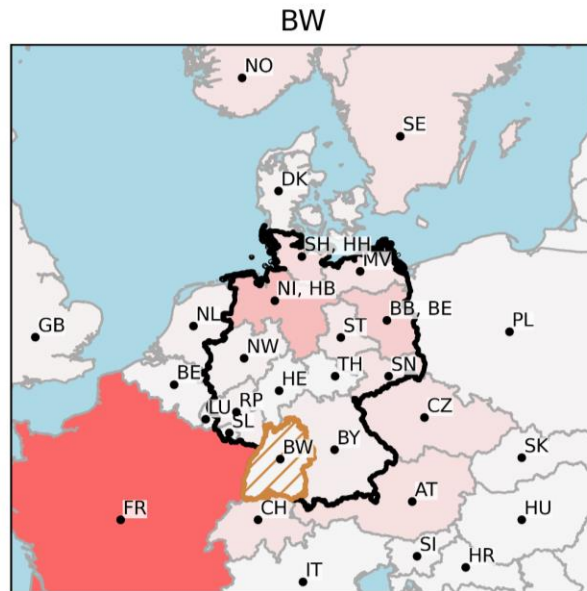 BW
NO
SE
DK
SH, HH
MV
NI, HB
BB, BE
GB
NL
PL
ST
NW
BE
TH
SN
HE
LU
RP
SL
CZ
BW
BY
SK
FR
CH
AT
HU
SI
HR
IT